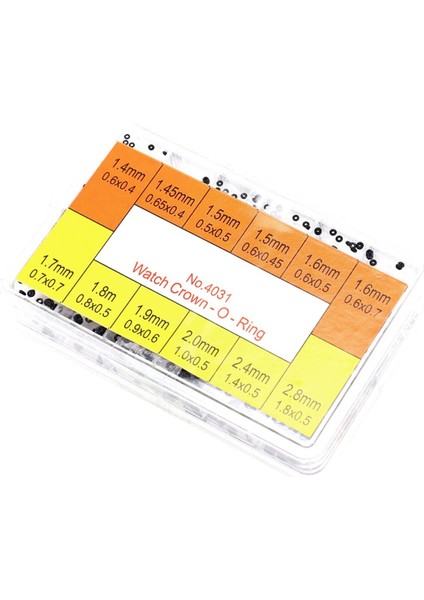 1.4mm
0.6x0.4
1.45mm
0.65x0.4
1.5mm
0.5x0.5
1.5mm
0.6x0.45
1.6mm
0.6x0.5
1.6mm
0.6x0.7
No.4031
Watch Crown - O - Ring
1.7mm
0.7x0.7
1.8m
0.8x0.5
1.9mm
0.9x0.6
2.0mm
1.0x0.5
2.4mm
1.4x0.5
2.8mm
1.8x0.5